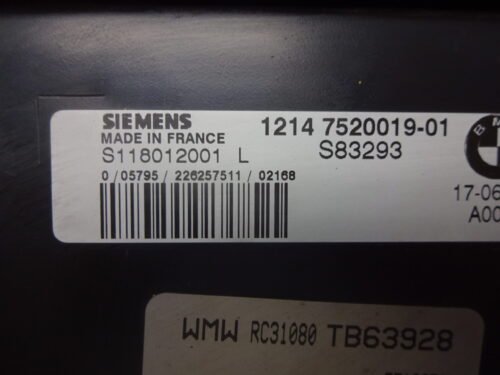 SIEMENS
MADE IN FRANCE
1214 7520019-01
S118012001 L
S83293
0/05795/226257511/02168
17-06
A00
WMW RC31080 TB63928